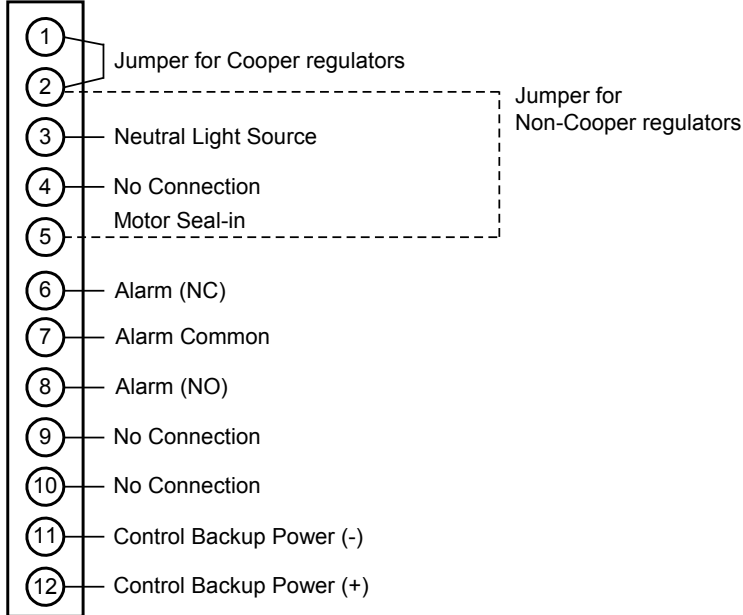 1
Jumper for Cooper regulators
2
Jumper for
Non-Cooper regulators
3 Neutral Light Source
4 No Connection
Motor Seal-in
5
6 Alarm (NC)
7 Alarm Common
8 Alarm (NO)
9 No Connection
10 No Connection
11 Control Backup Power (-)
12 Control Backup Power (+)